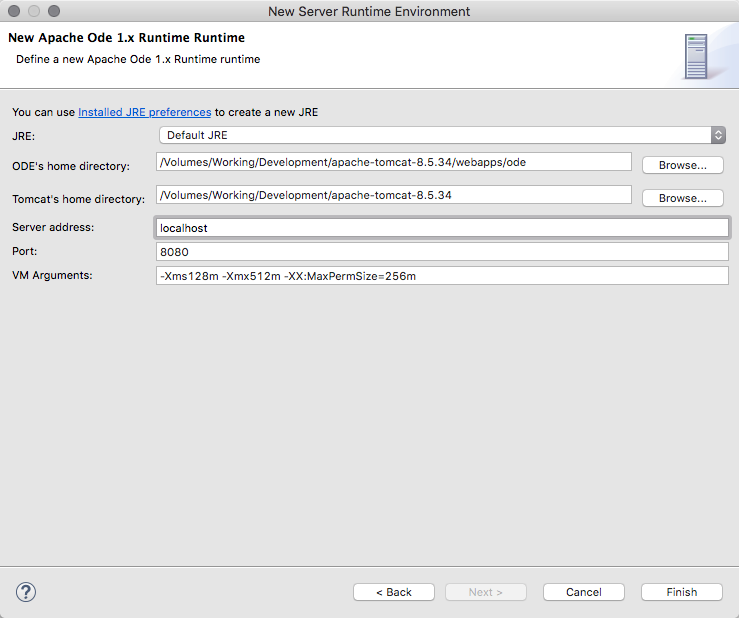 New Server Runtime Environment
New Apache Ode 1.x Runtime Runtime
Define a new Apache Ode 1.x Runtime runtime
You can use Installed JRE preferences to create a new JRE
JRE: Default JRE
ODE's home directory: /Volumes/Working/Development/apache-tomcat-8.5.34/webapps/ode Browse...
Tomcat's home directory: /Volumes/Working/Development/apache-tomcat-8.5.34 Browse...
Server address: localhost
Port: 8080
VM Arguments: -Xms128m -Xmx512m -XX:MaxPermSize=256m
? < Back Next > Cancel Finish